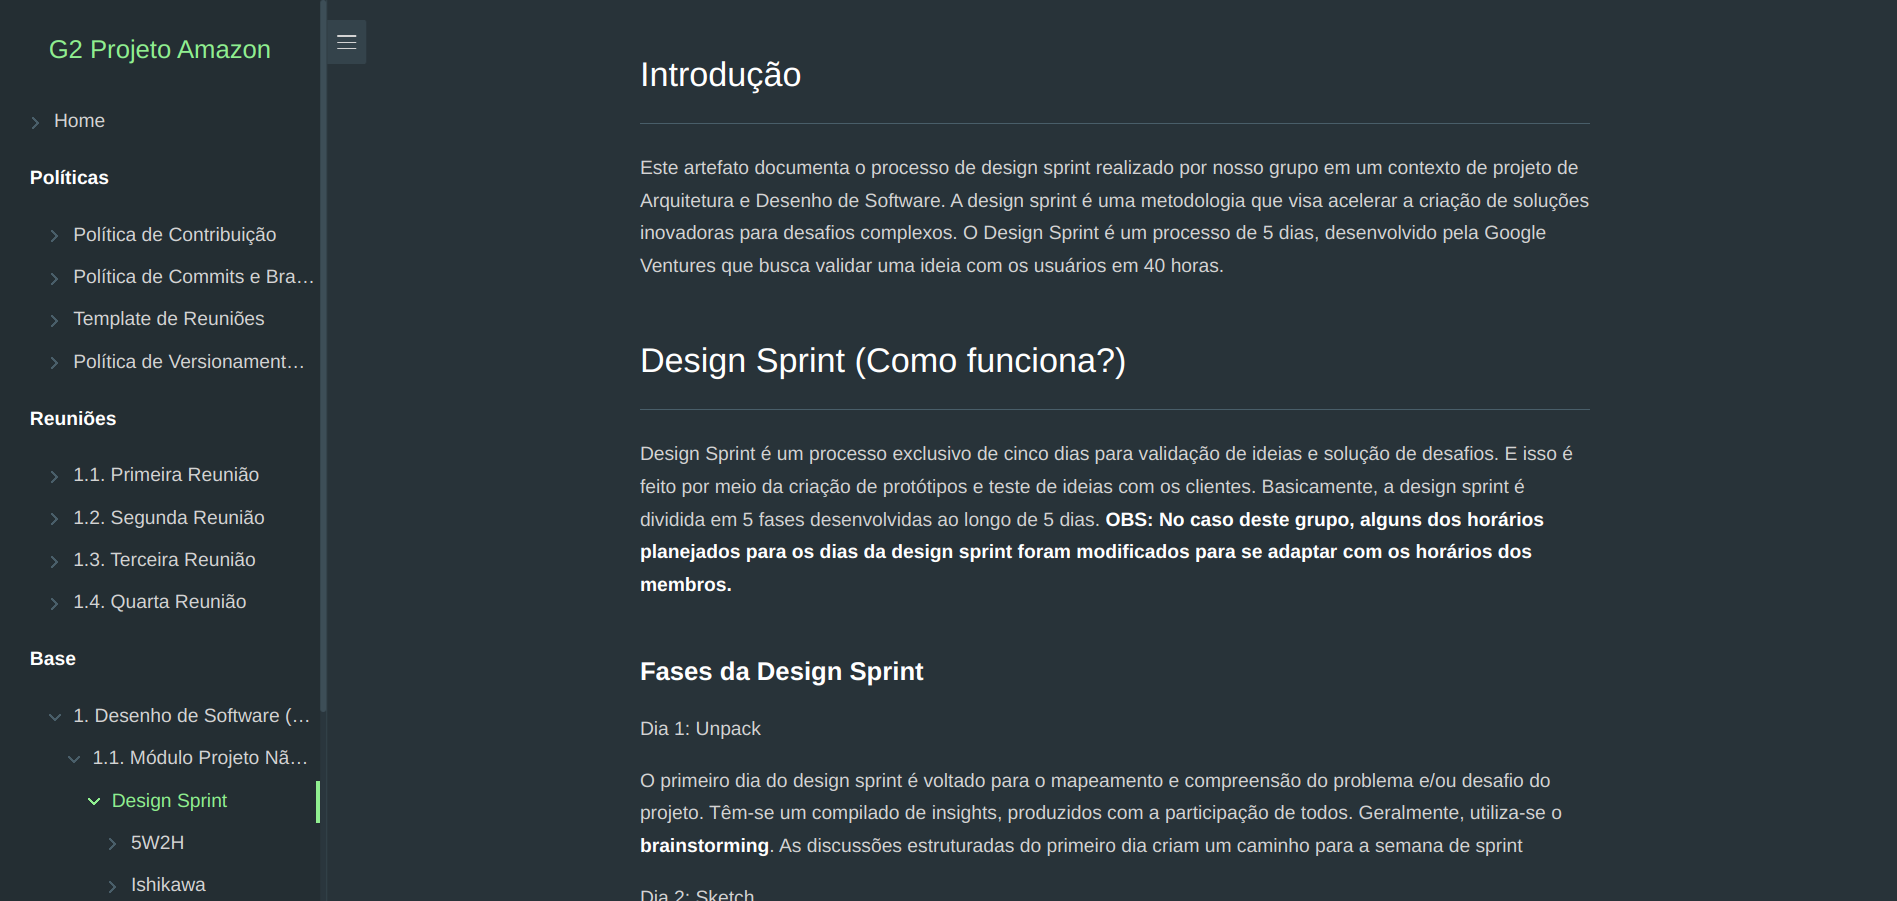 G2 Projeto Amazon
Home
Políticas
Política de Contribuição
Política de Commits e Bra...
Template de Reuniões
Política de Versionament...
Reuniões
1.1. Primeira Reunião
1.2. Segunda Reunião
1.3. Terceira Reunião
1.4. Quarta Reunião
Base
1. Desenho de Software (...
1.1. Módulo Projeto Nã...
Design Sprint
5W2H
Ishikawa
Introdução
Este artefato documenta o processo de design sprint realizado por nosso grupo em um contexto de projeto de
Arquitetura e Desenho de Software. A design sprint é uma metodologia que visa acelerar a criação de soluções
inovadoras para desafios complexos. O Design Sprint é um processo de 5 dias, desenvolvido pela Google
Ventures que busca validar uma ideia com os usuários em 40 horas.
Design Sprint (Como funciona?)
Design Sprint é um processo exclusivo de cinco dias para validação de ideias e solução de desafios. E isso é
feito por meio da criação de protótipos e teste de ideias com os clientes. Basicamente, a design sprint é
dividida em 5 fases desenvolvidas ao longo de 5 dias. OBS: No caso deste grupo, alguns dos horários
planejados para os dias da design sprint foram modificados para se adaptar com os horários dos
membros.
Fases da Design Sprint
Dia 1: Unpack
O primeiro dia do design sprint é voltado para o mapeamento e compreensão do problema e/ou desafio do
projeto. Têm-se um compilado de insights, produzidos com a participação de todos. Geralmente, utiliza-se o
brainstorming. As discussões estruturadas do primeiro dia criam um caminho para a semana de sprint
Dia 2: Sketch